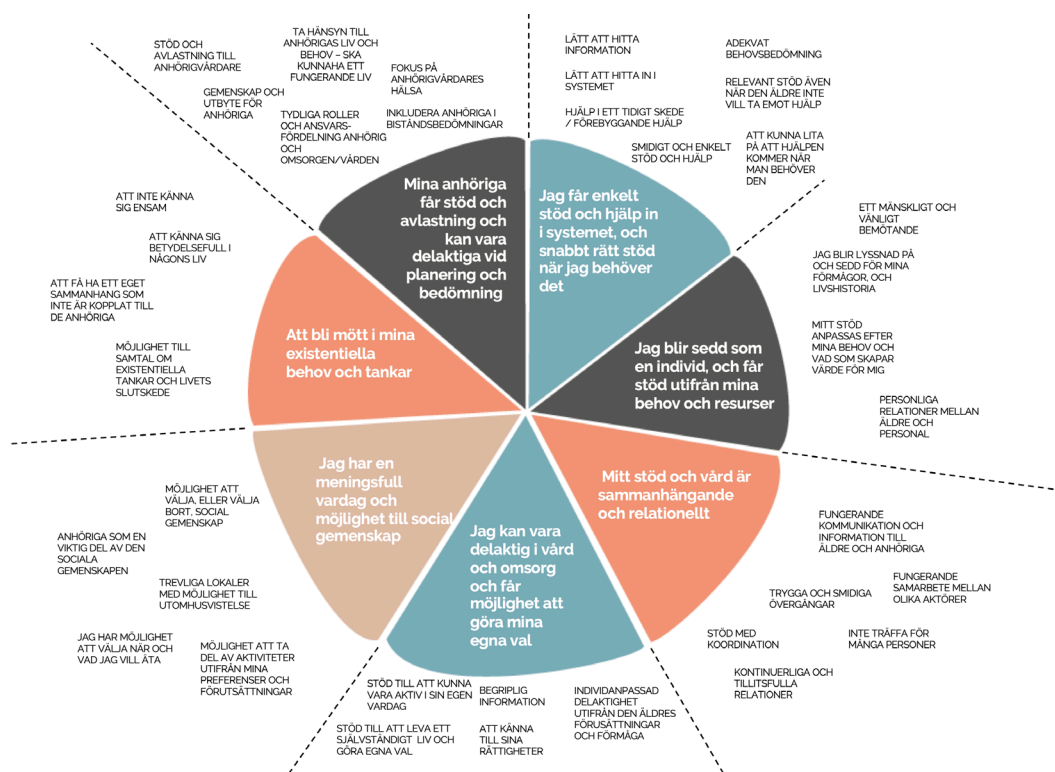 STÖD OCH
AVLASTNING TILL
ANHÖRIGVÅRDARE
TA HÄNSYN TILL
ANHÖRIGAS LIV OCH
BEHOV – SKA
KUNNAHA ETT
FUNGERANDE LIV
FOKUS PÅ
ANHÖRIGVÅRDARES
HÄLSA
GEMENSKAP OCH
UTBYTE FÖR
ANHÖRIGA
TYDLIGA ROLLER
OCH ANSVARS-
FÖRDELNING ANHÖRIG
OCH
OMSORGEN/VÅRDEN
INKLUDERA ANHÖRIGA I
BISTÅNDSBEDÖMNINGAR
LÄTT ATT HITTA
INFORMATION
ADEKVAT
BEHOVSBEDÖMNING
LÄTT ATT HITTA IN I
SYSTEMET
RELEVANT STÖD ÄVEN
NÄR DEN ÄLDRE INTE
VILL TA EMOT HJÄLP
HJÄLP I ETT TIDIGT SKEDE
/ FÖREBYGGANDE HJÄLP
SMIDIGT OCH ENKELT
STÖD OCH HJÄLP
ATT KUNNA LITA
PÅ ATT HJÄLPEN
KOMMER NÄR
MAN BEHÖVER
DEN
Mina anhöriga
får stöd och
avlastning och
kan vara
delaktiga vid
planering och
bedömning
Jag får enkelt
stöd och hjälp in
i systemet, och
snabbt rätt stöd
när jag behöver
det
ETT MÄNSKLIGT OCH
VÄNLIGT
BEMÖTANDE
JAG BLIR LYSSNAD PÅ
OCH SEDD FÖR MINA
FÖRMÅGOR, OCH
LIVSHISTORIA
MITT STÖD
ANPASSAS EFTER
MINA BEHOV OCH
VAD SOM SKAPAR
VÄRDE FÖR MIG
PERSONLIGA
RELATIONER MELLAN
ÄLDRE OCH
PERSONAL
Jag blir sedd som
en individ, och får
stöd utifrån mina
behov och resurser
ATT INTE KÄNNA
SIG ENSAM
ATT KÄNNA SIG
BETYDELSEFULL I
NÅGONS LIV
ATT FÅ HA ETT EGET
SAMMANHANG SOM
INTE ÄR KOPPLAT TILL
DE ANHÖRIGA
MÖJLIGHET TILL
SAMTAL OM
EXISTENTIELLA
TANKAR OCH LIVETS
SLUTSKEDE
Att bli mött i mina
existentiella
behov och tankar
Jag har en
meningsfull
vardag och
möjlighet till social
gemenskap
Mitt stöd och vård är
sammanhängande
och relationellt
Jag kan vara
delaktig i vård
och omsorg
och får
möjlighet att
göra mina
egna val
MÖJLIGHET ATT
VÄLJA, ELLER VÄLJA
BORT, SOCIAL
GEMENSKAP
ANHÖRIGA SOM EN
VIKTIG DEL AV DEN
SOCIALA
GEMENSKAPEN
TREVLIGA LOKALER
MED MÖJLIGHET TILL
UTOMHUSVISTELSE
JAG HAR MÖJLIGHET
ATT VÄLJA NÄR OCH
VAD JAG VILL ÄTA
MÖJLIGHET ATT TA
DEL AV AKTIVITETER
UTIFRÅN MINA
PREFERENSER OCH
FÖRUTSÄTTNINGAR
FUNGERANDE
KOMMUNIKATION OCH
INFORMATION TILL
ÄLDRE OCH ANHÖRIGA
FUNGERANDE
SAMARBETE MELLAN
OLIKA AKTÖRER
TRYGGA OCH SMIDIGA
ÖVERGÅNGAR
STÖD MED
KOORDINATION
INTE TRÄFFA FÖR
MÅNGA PERSONER
KONTINUERLIGA OCH
TILLITSFULLA
RELATIONER
STÖD TILL ATT KUNNA
VARA AKTIV I SIN EGEN
VARDAG
BEGRIPLIG
INFORMATION
INDIVIDANPASSAD
DELAKTIGHET
UTIFRÅN DEN ÄLDRES
FÖRUSÄTTNINGAR
OCH FÖRMÅGA
STÖD TILL ATT LEVA ETT
SJÄLVSTÄNDIGT LIV OCH
GÖRA EGNA VAL
ATT KÄNNA
TILL SINA
RÄTTIGHETER